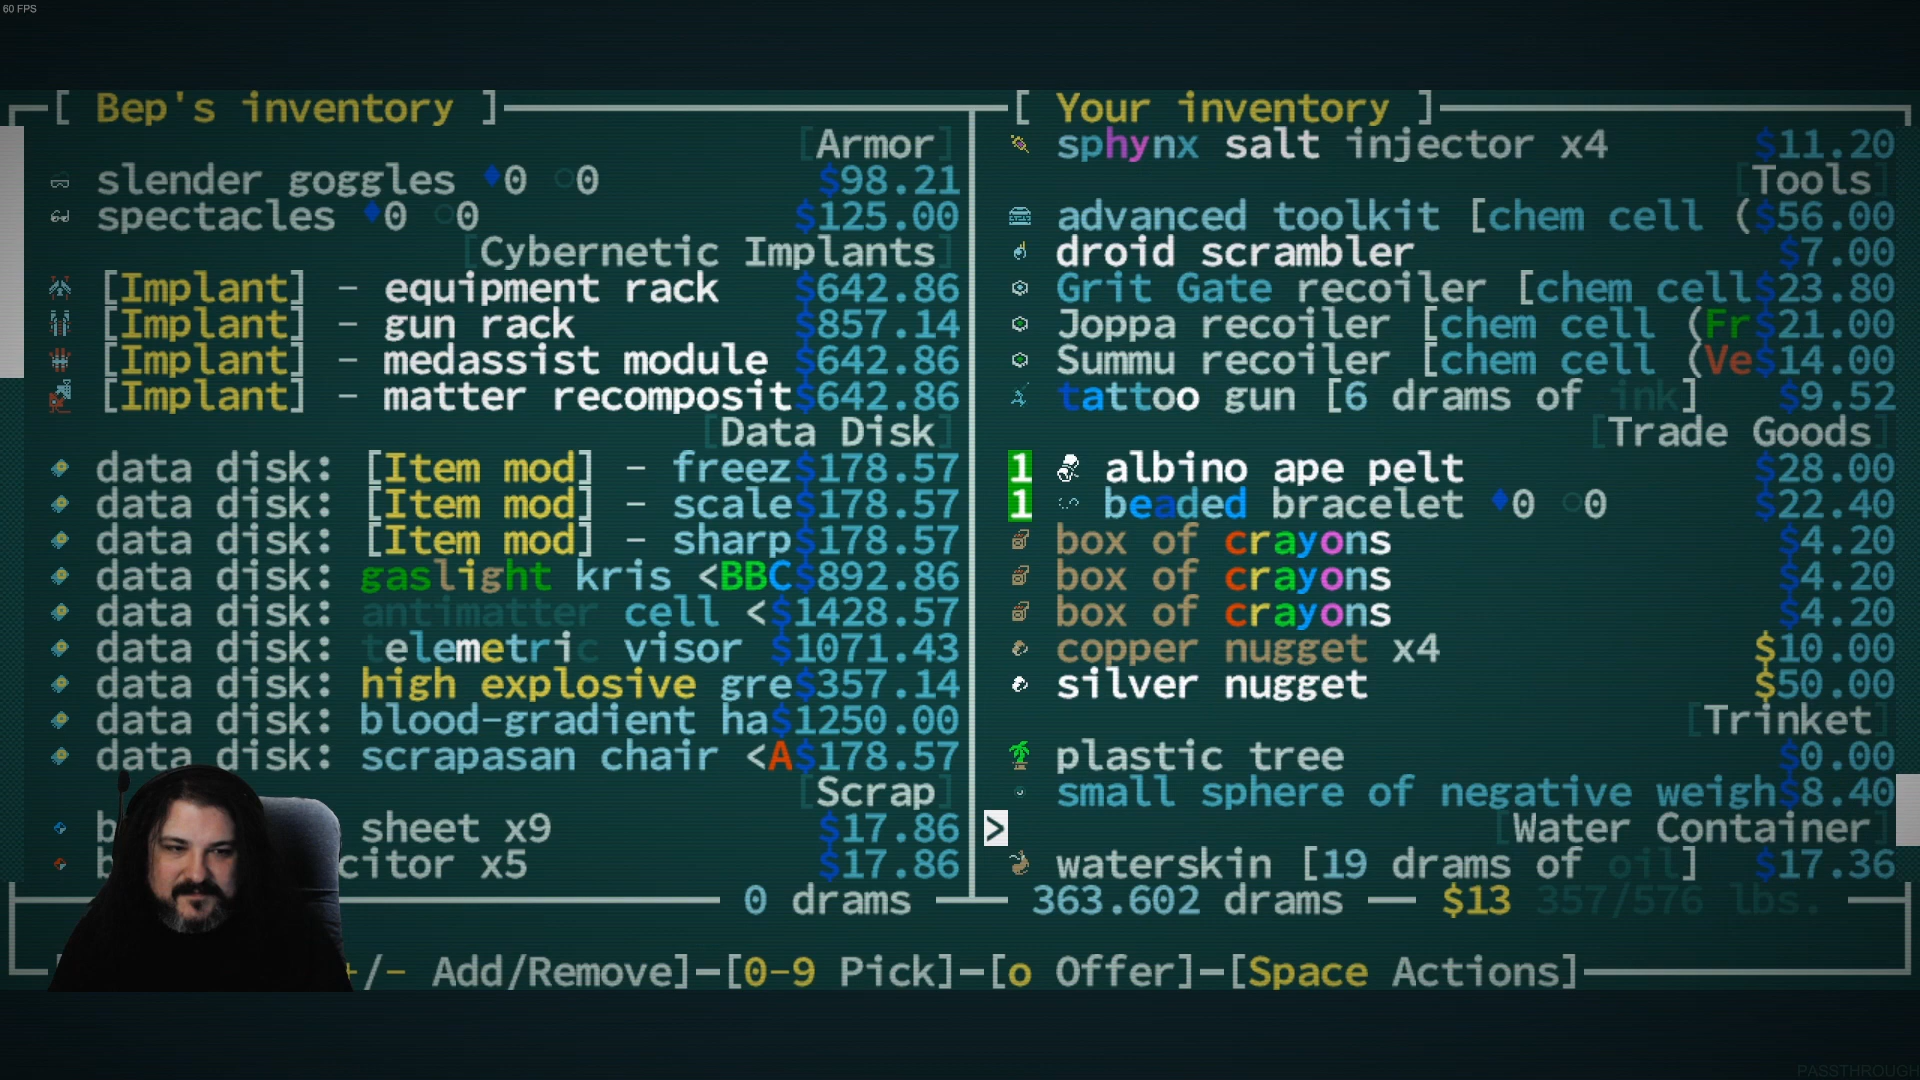 60 FPS
[ Bep's inventory ]
[Armor]
slender goggles ♦0 ○0 $98.21
spectacles ♦0 ○0 $125.00
[Cybernetic Implants]
[Implant] - equipment rack $642.86
[Implant] - gun rack $857.14
[Implant] - medassist module $642.86
[Implant] - matter recomposit $642.86
[Data Disk]
data disk: [Item mod] - freez $178.57
data disk: [Item mod] - scale $178.57
data disk: [Item mod] - sharp $178.57
data disk: gaslight kris <BBC $892.86
data disk: antimatter cell < $1428.57
data disk: telemetric visor $1071.43
data disk: high explosive gre $357.14
data disk: blood-gradient ha $1250.00
data disk: scrapasan chair <A $178.57
[Scrap]
sheet x9 $17.86
citor x5 $17.86
0 drams
[ Your inventory ]
sphynx salt injector x4 $11.20
[Tools]
advanced toolkit [chem cell ( $56.00
droid scrambler $7.00
Grit Gate recoiler [chem cell $23.80
Joppa recoiler [chem cell (Fr $21.00
Summu recoiler [chem cell (Ve $14.00
tattoo gun [6 drams of ink] $9.52
[Trade Goods]
1 albino ape pelt $28.00
1 beaded bracelet ♦0 ○0 $22.40
box of crayons $4.20
box of crayons $4.20
box of crayons $4.20
copper nugget x4 $10.00
silver nugget $50.00
[Trinket]
plastic tree $0.00
small sphere of negative weigh $8.40
> [Water Container]
waterskin [19 drams of oil] $17.36
363.602 drams — $13 357/576 lbs.
+/- Add/Remove]-[0-9 Pick]-[o Offer]-[Space Actions]
PASSTHROUGH